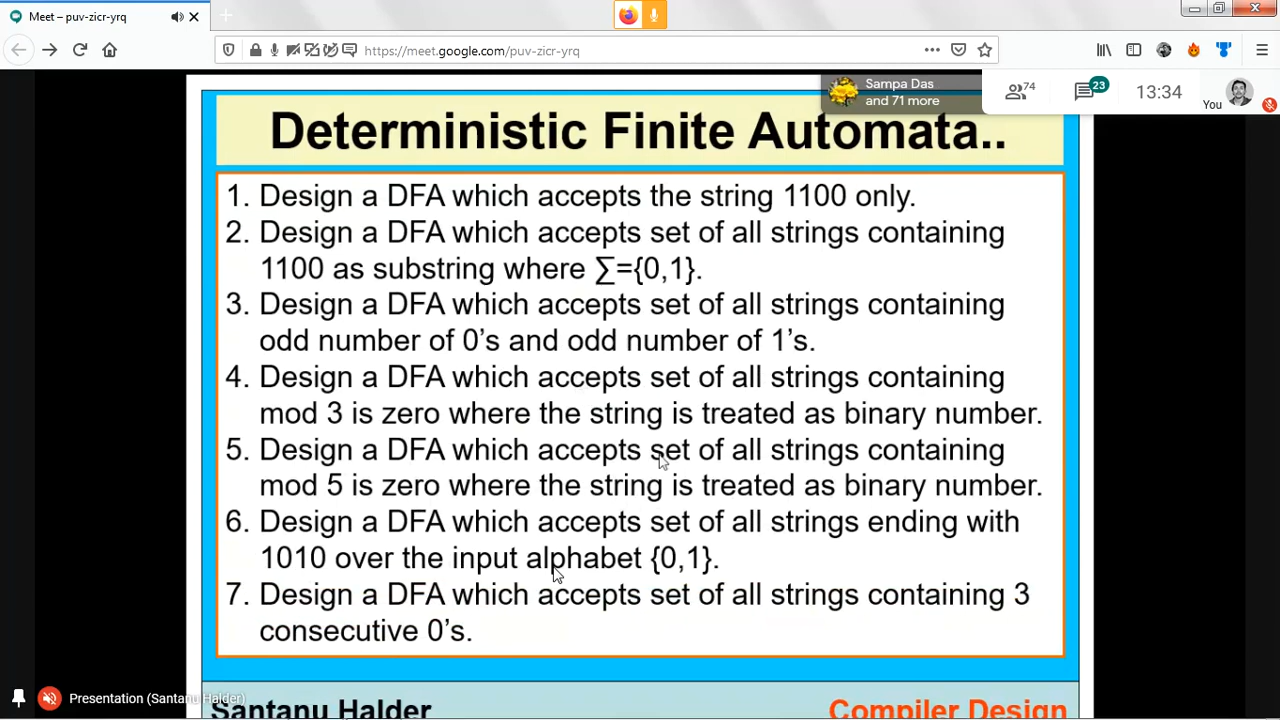 Meet – puv-zicr-yrq
https://meet.google.com/puv-zicr-yrq
Sampa Das
and 71 more
74
23
13:34
You
Deterministic Finite Automata..
1. Design a DFA which accepts the string 1100 only.
2. Design a DFA which accepts set of all strings containing
1100 as substring where ∑={0,1}.
3. Design a DFA which accepts set of all strings containing
odd number of 0’s and odd number of 1’s.
4. Design a DFA which accepts set of all strings containing
mod 3 is zero where the string is treated as binary number.
5. Design a DFA which accepts set of all strings containing
mod 5 is zero where the string is treated as binary number.
6. Design a DFA which accepts set of all strings ending with
1010 over the input alphabet {0,1}.
7. Design a DFA which accepts set of all strings containing 3
consecutive 0’s.
Presentation (Santanu Halder)
Santanu Halder
Compiler Design